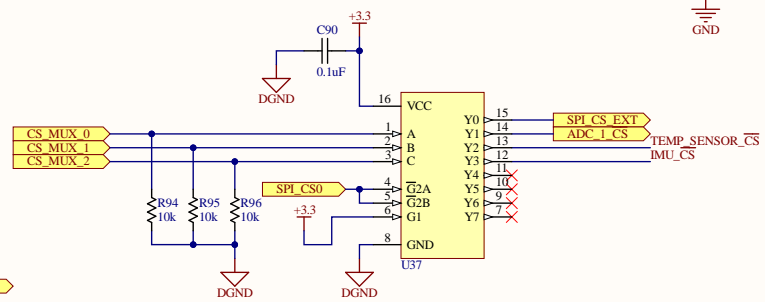 +3.3
C90
GND
0.1uF
DGND
16 VCC
CS_MUX_0 1 A Y0 15 SPI_CS_EXT
CS_MUX_1 2 B Y1 14 ADC_1_CS
CS_MUX_2 3 C Y2 13 TEMP_SENSOR_CS
Y3 12 IMU_CS
Y4 11
SPI_CS0 4 G2A Y5 10
5 G2B Y6 9
+3.3 6 G1 Y7 7
R94 R95 R96
10k 10k 10k
8 GND
U37
DGND DGND